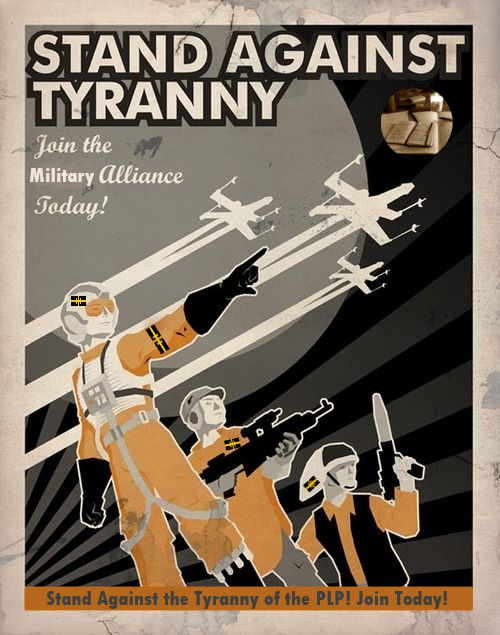 STAND AGAINST
TYRANNY
Join the
Military Alliance
Today!
Stand Against the Tyranny of the PLP! Join Today!